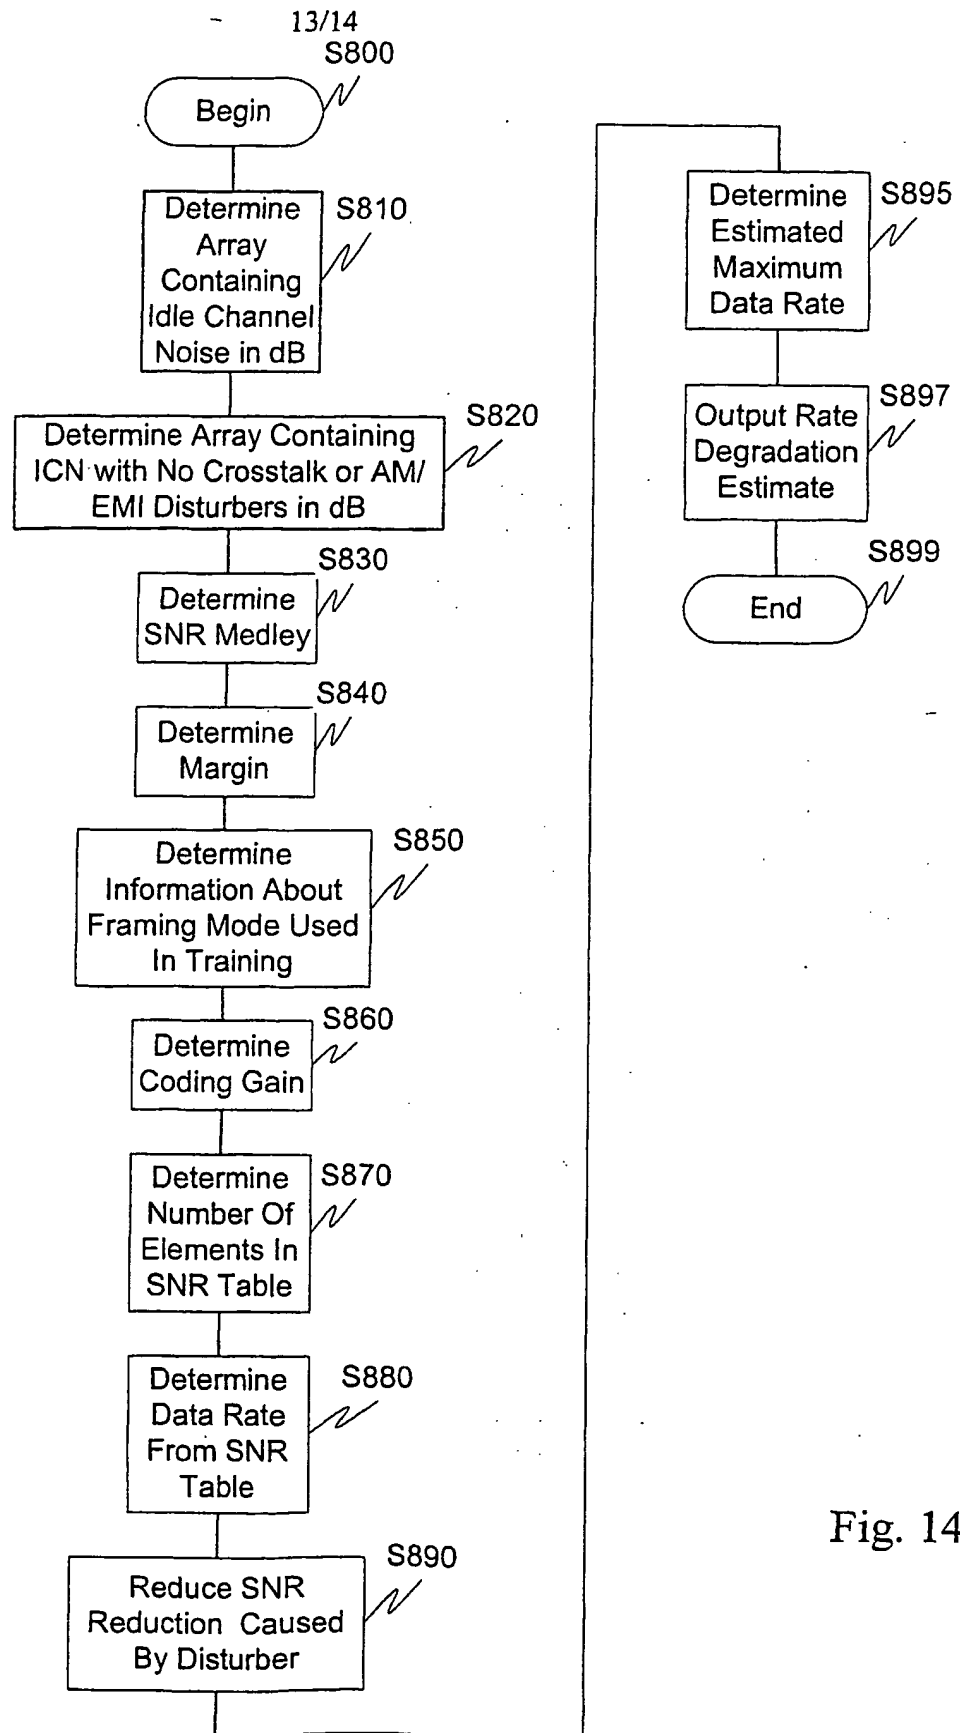 13/14
S800
Begin
S810
Determine
Array
Containing
Idle Channel
Noise in dB
S820
Determine Array Containing
ICN with No Crosstalk or AM/
EMI Disturbers in dB
S830
Determine
SNR Medley
S840
Determine
Margin
S850
Determine
Information About
Framing Mode Used
In Training
S860
Determine
Coding Gain
S870
Determine
Number Of
Elements In
SNR Table
S880
Determine
Data Rate
From SNR
Table
S890
Reduce SNR
Reduction Caused
By Disturber
S895
Determine
Estimated
Maximum
Data Rate
S897
Output Rate
Degradation
Estimate
S899
End
Fig. 14